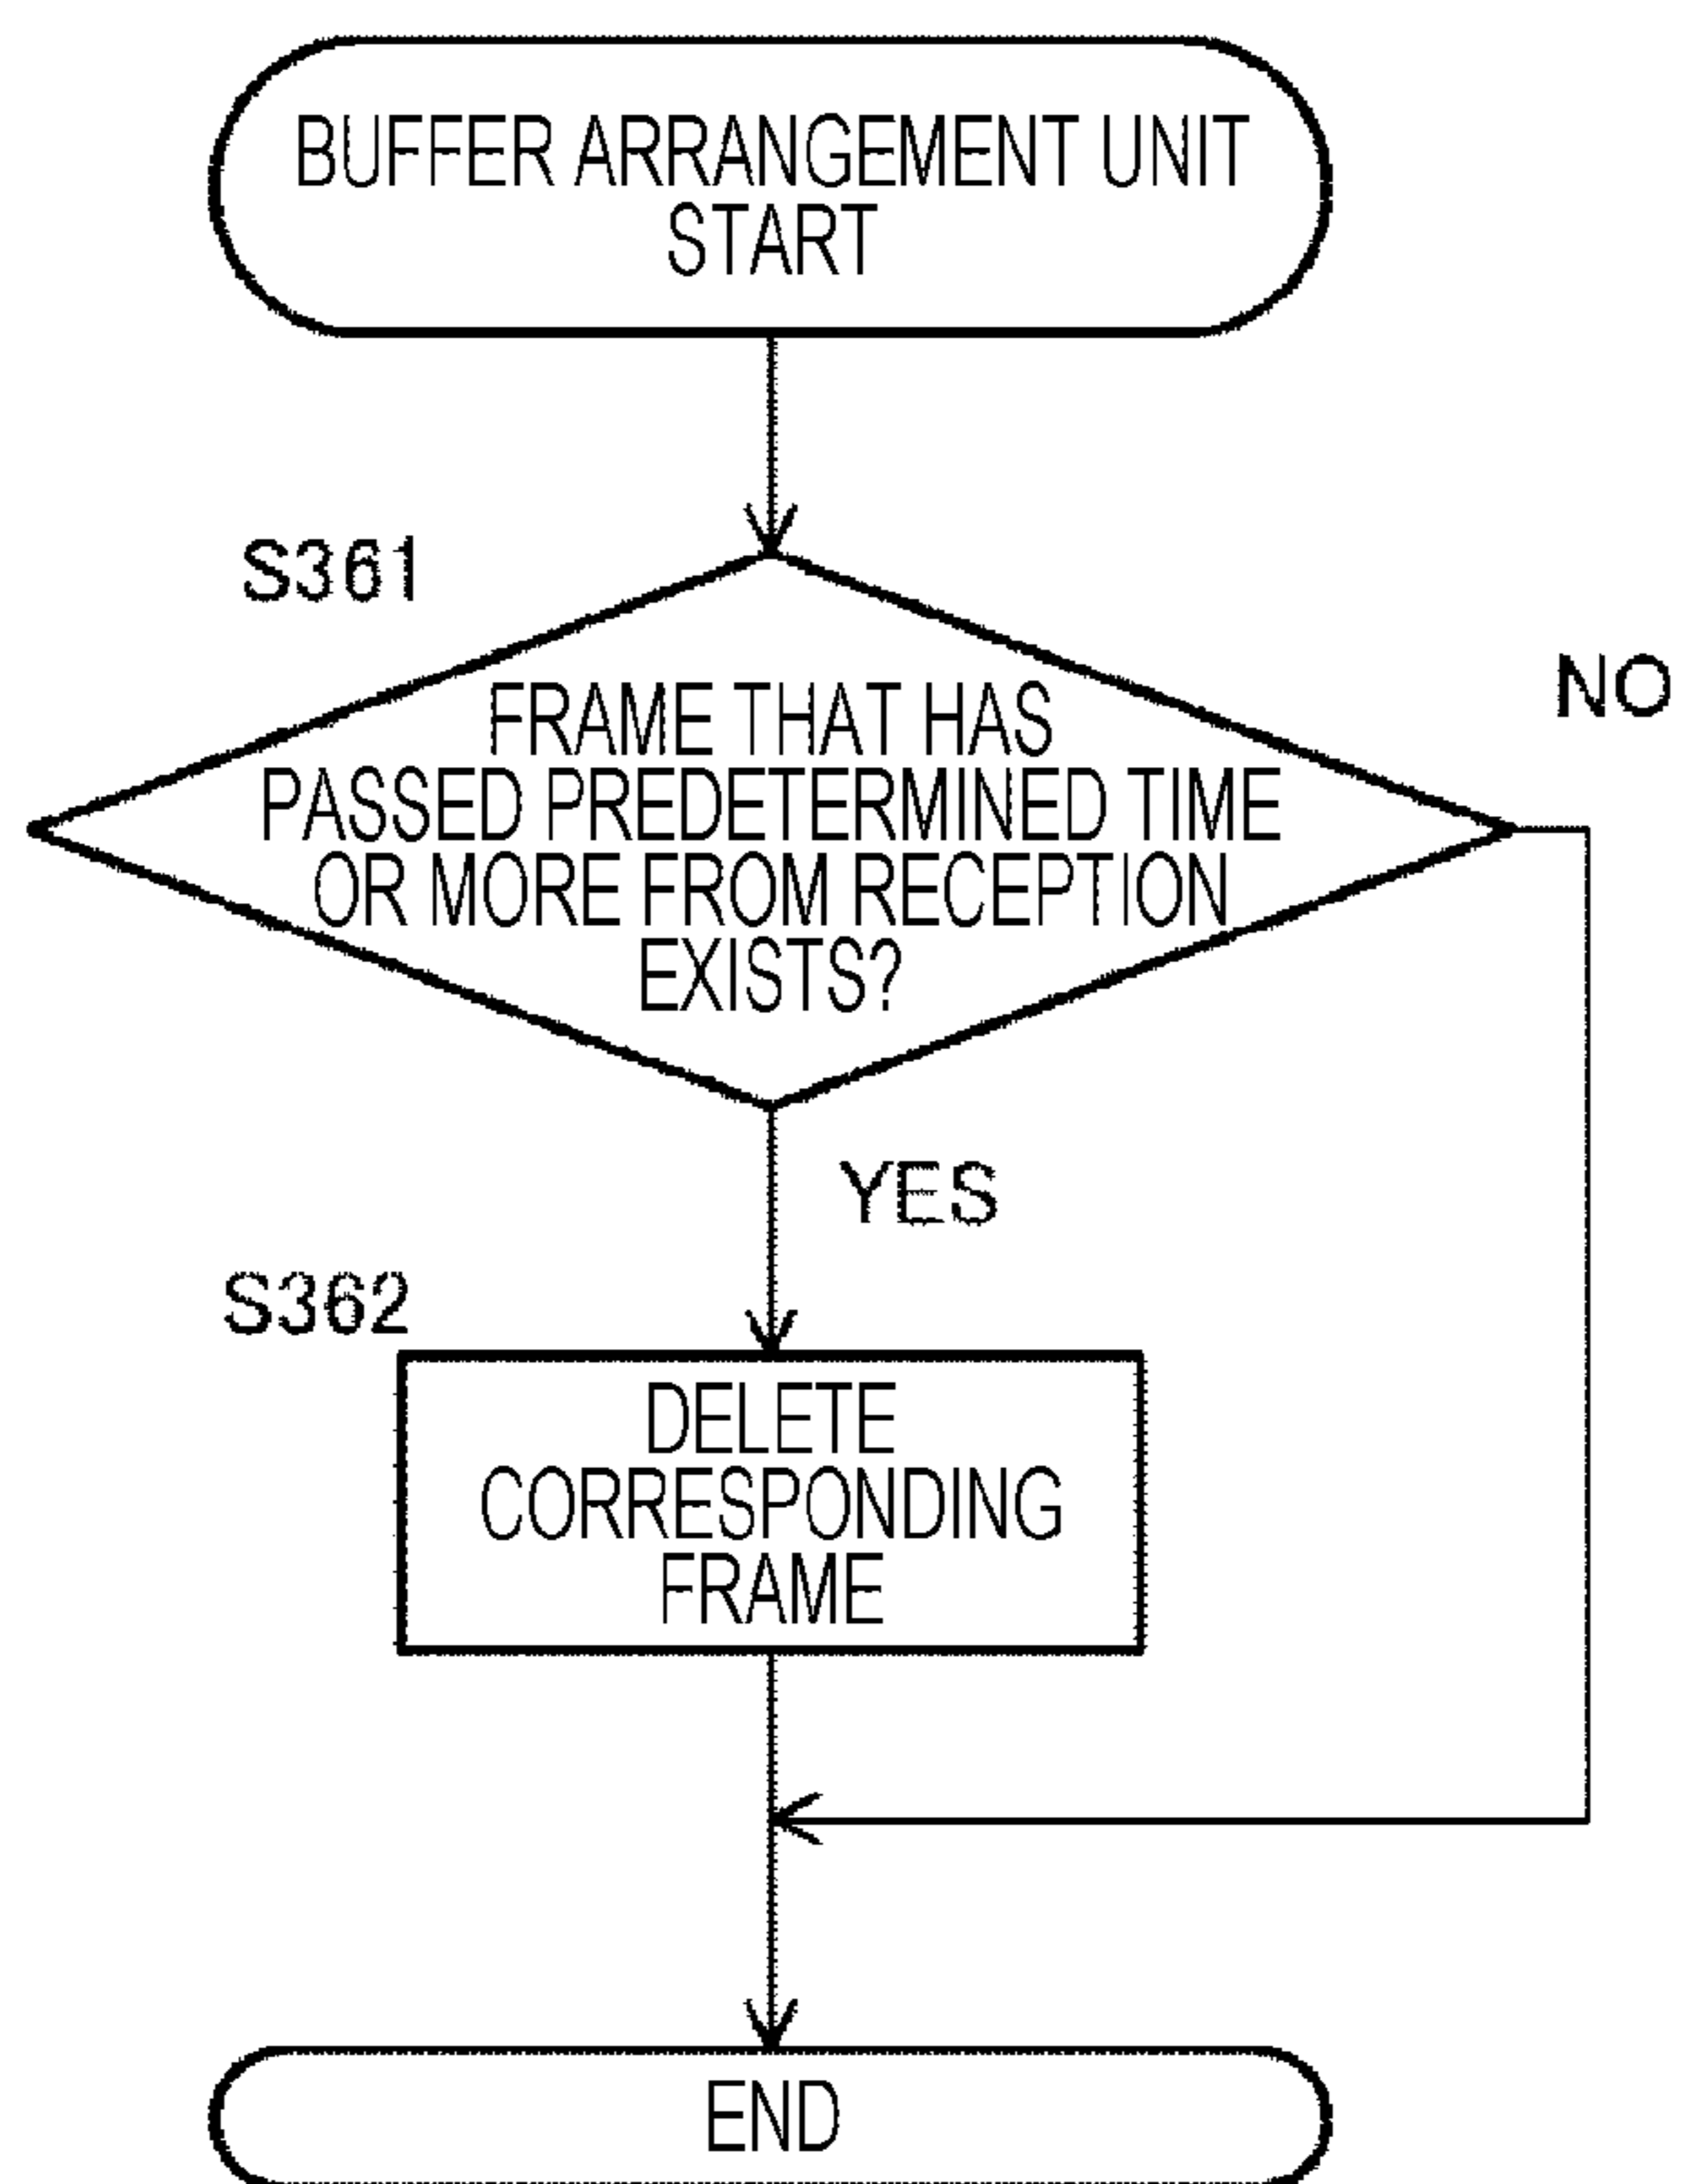 BUFFER ARRANGEMENT UNIT
START
S361
NO
FRAME THAT HAS
PASSED PREDETERMINED TIME
OR MORE FROM RECEPTION
EXISTS?
YES
S362
DELETE
CORRESPONDING
FRAME
END